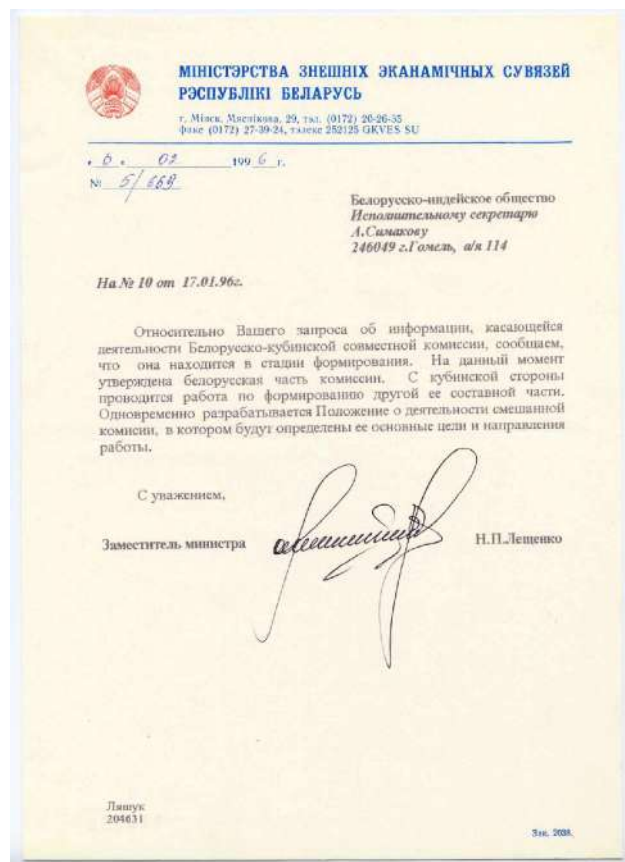 МІНІСТЭРСТВА ЗНЕШНІХ ЭКАНАМІЧНЫХ СУВЯЗЕЙ
РЭСПУБЛІКІ БЕЛАРУСЬ
г. Мінск, Мяснікова, 29, тэл. (0172) 20-26-35
факс (0172) 27-39-24, тэлекс 252125 GKVES SU
" 6 " 02 199 6 г.
№ 5/669
Белорусско-индейское общество
Исполнительному секретарю
А.Симакову
246049 г.Гомель, а/я 114
На № 10 от 17.01.96г.
Относительно Вашего запроса об информации, касающейся
деятельности Белорусско-кубинской совместной комиссии, сообщаем,
что она находится в стадии формирования. На данный момент
утверждена белорусская часть комиссии. С кубинской стороны
проводится работа по формированию другой ее составной части.
Одновременно разрабатывается Положение о деятельности смешанной
комисии, в котором будут определены ее основные цели и направления
работы.
С уважением,
Заместитель министра Н.П.Лещенко
Ляшук
204631
Зак. 2038.